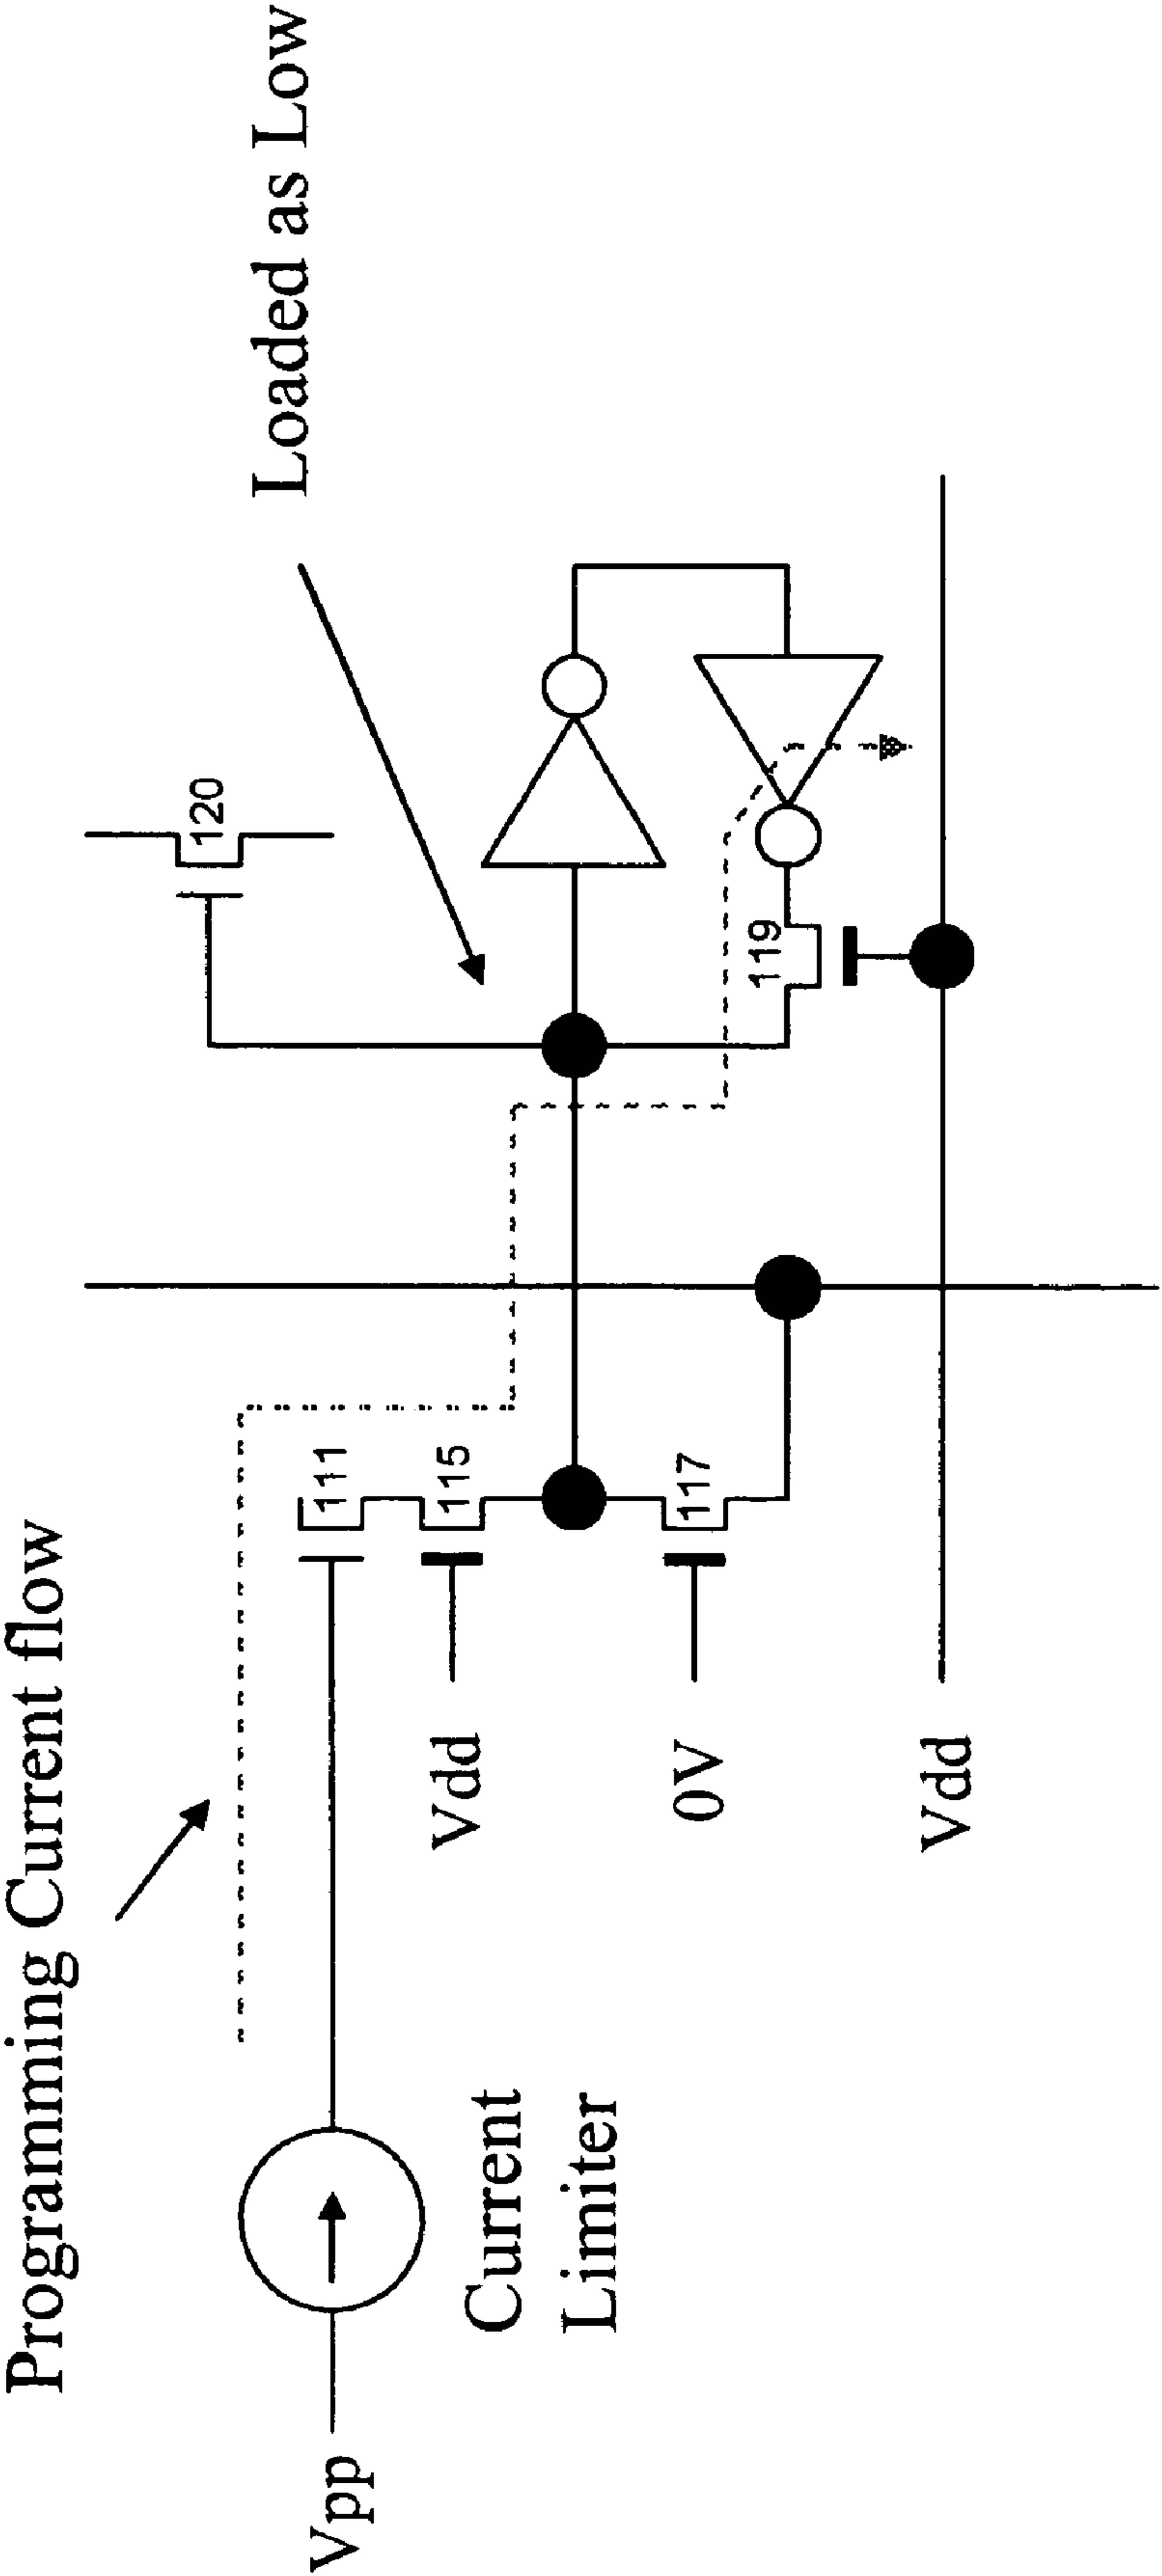 Programming Current flow
Loaded as Low
120
111
115
117
119
Vpp
Current
Limiter
Vdd
0V
Vdd